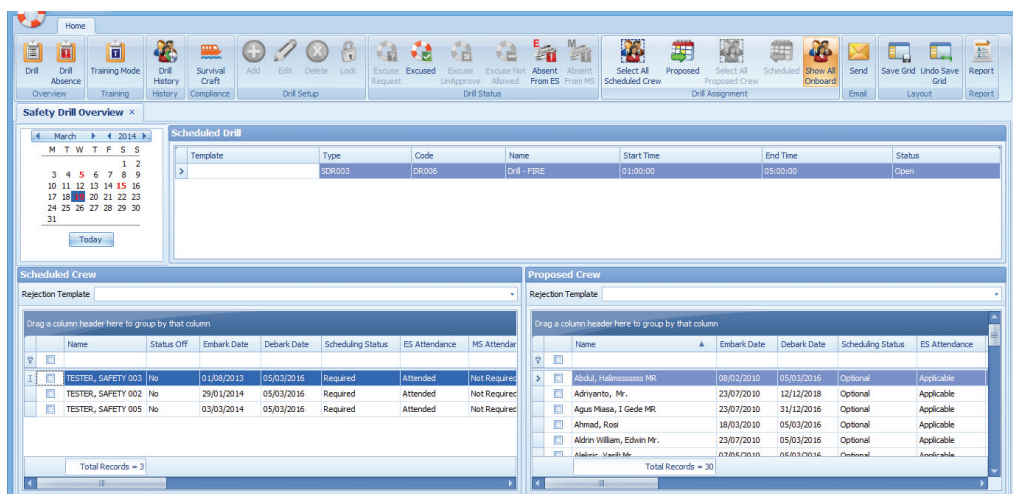 Home
Drill
Drill Absence
Training Mode
Drill History
Survival Craft
Add
Edit
Delete
Lock
Excuse Request
Excused
Excuse UnApprove
Excuse Not Allowed
Absent From ES
Absent From MS
Select All Scheduled Crew
Proposed
Select All Proposed Crew
Scheduled
Show All Onboard
Send
Save Grid
Undo Save Grid
Report
Overview
Training
History
Compliance
Drill Setup
Drill Status
Drill Assignment
Email
Layout
Report
Safety Drill Overview ×
March 2014
M T W T F S S
1 2
3 4 5 6 7 8 9
10 11 12 13 14 15 16
17 18 19 20 21 22 23
24 25 26 27 28 29 30
31
Today
Scheduled Drill
Template Type Code Name Start Time End Time Status
SDR003 DR006 Drill - FIRE 01:00:00 05:00:00 Open
Scheduled Crew
Rejection Template
Drag a column header here to group by that column
Name Status Off Embark Date Debark Date Scheduling Status ES Attendance MS Attendar
TESTER, SAFETY 003 No 01/08/2013 05/03/2016 Required Attended Not Required
TESTER, SAFETY 002 No 29/01/2014 05/03/2016 Required Attended Not Required
TESTER, SAFETY 005 No 03/03/2014 05/03/2016 Required Attended Not Required
Total Records = 3
Proposed Crew
Rejection Template
Drag a column header here to group by that column
Name Embark Date Debark Date Scheduling Status ES Attendance
Abdul, Halimsssssss MR 08/02/2010 05/03/2016 Optional Applicable
Adriyanto, Mr. 23/07/2010 12/12/2018 Optional Applicable
Agus Miasa, I Gede MR 23/07/2010 31/12/2016 Optional Applicable
Ahmad, Rosi 18/03/2010 05/03/2016 Optional Applicable
Aldrin William, Edwin Mr. 23/07/2010 05/03/2016 Optional Applicable
Aleksic, Vasili Mr. 07/05/2010 05/03/2016 Optional Applicable
Total Records = 30